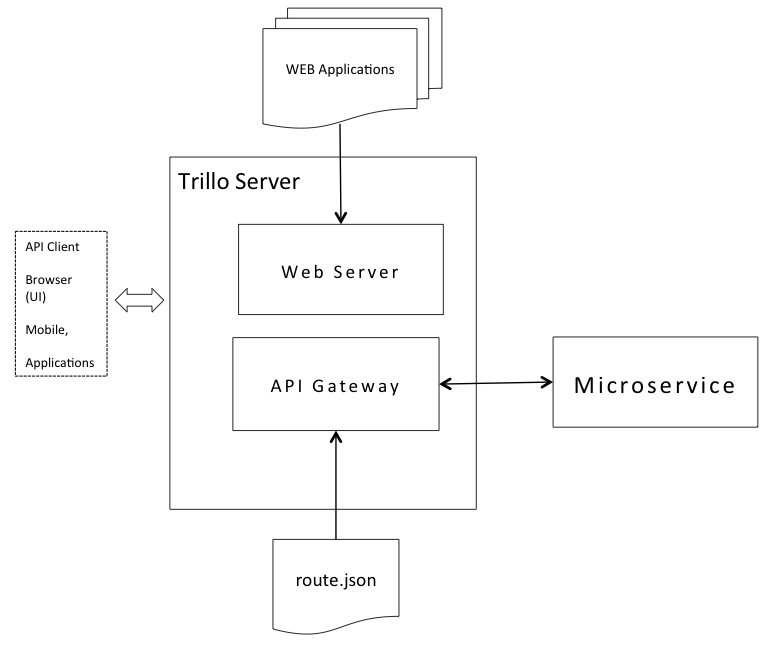 WEB Applications
Trillo Server
API Client
Browser
(UI)
Mobile,
Applications
Web Server
API Gateway
Microservice
route.json